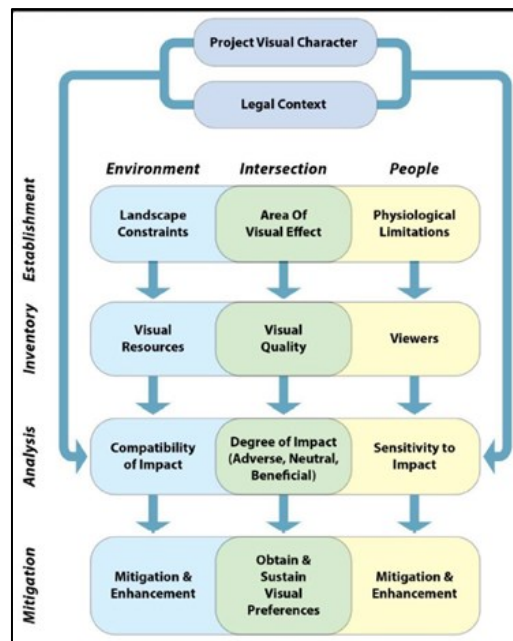 Project Visual Character
Legal Context
Environment
Intersection
People
Establishment
Landscape
Constraints
Area Of
Visual Effect
Physiological
Limitations
Inventory
Visual
Resources
Visual
Quality
Viewers
Analysis
Compatibility
of Impact
Degree of Impact
(Adverse, Neutral,
Beneficial)
Sensitivity to
Impact
Mitigation
Mitigation &
Enhancement
Obtain &
Sustain
Visual
Preferences
Mitigation &
Enhancement